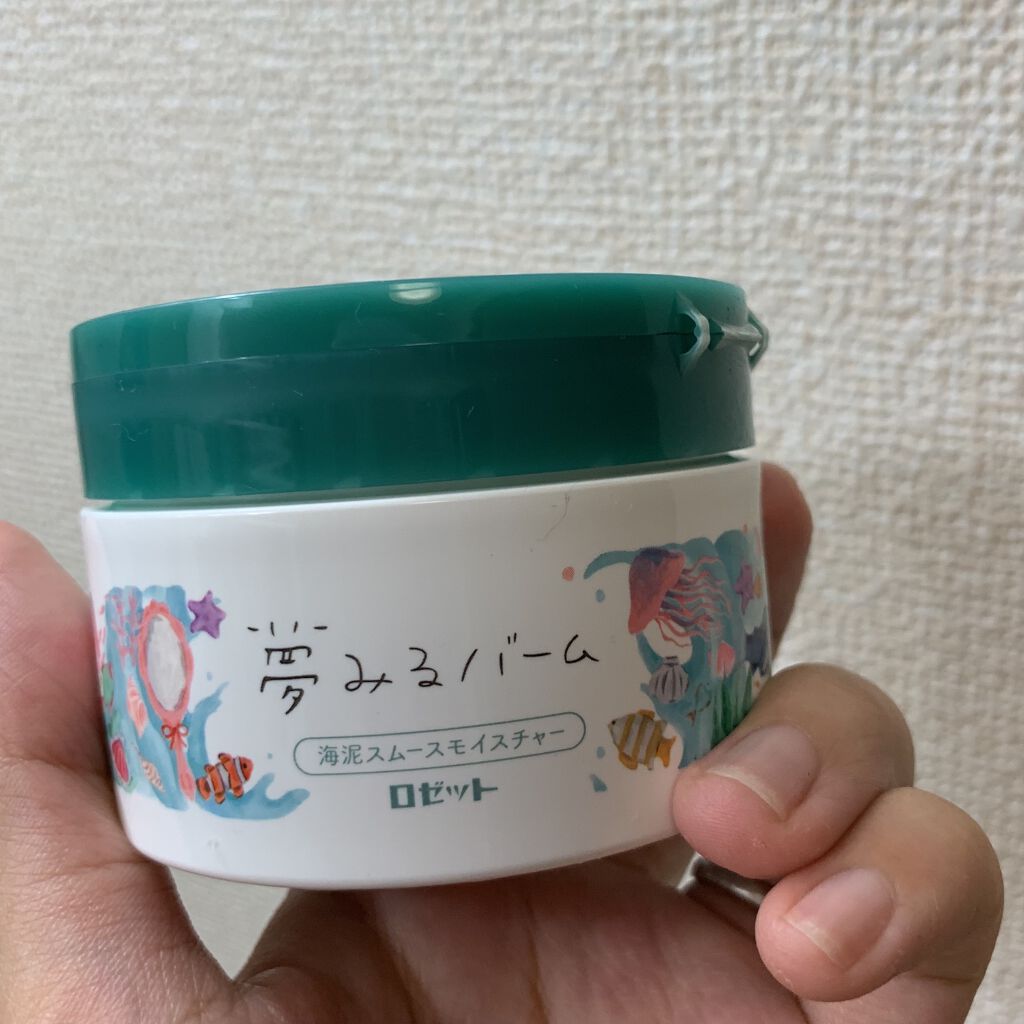 夢みるバーム
海泥スムースモイスチャー
ロゼット